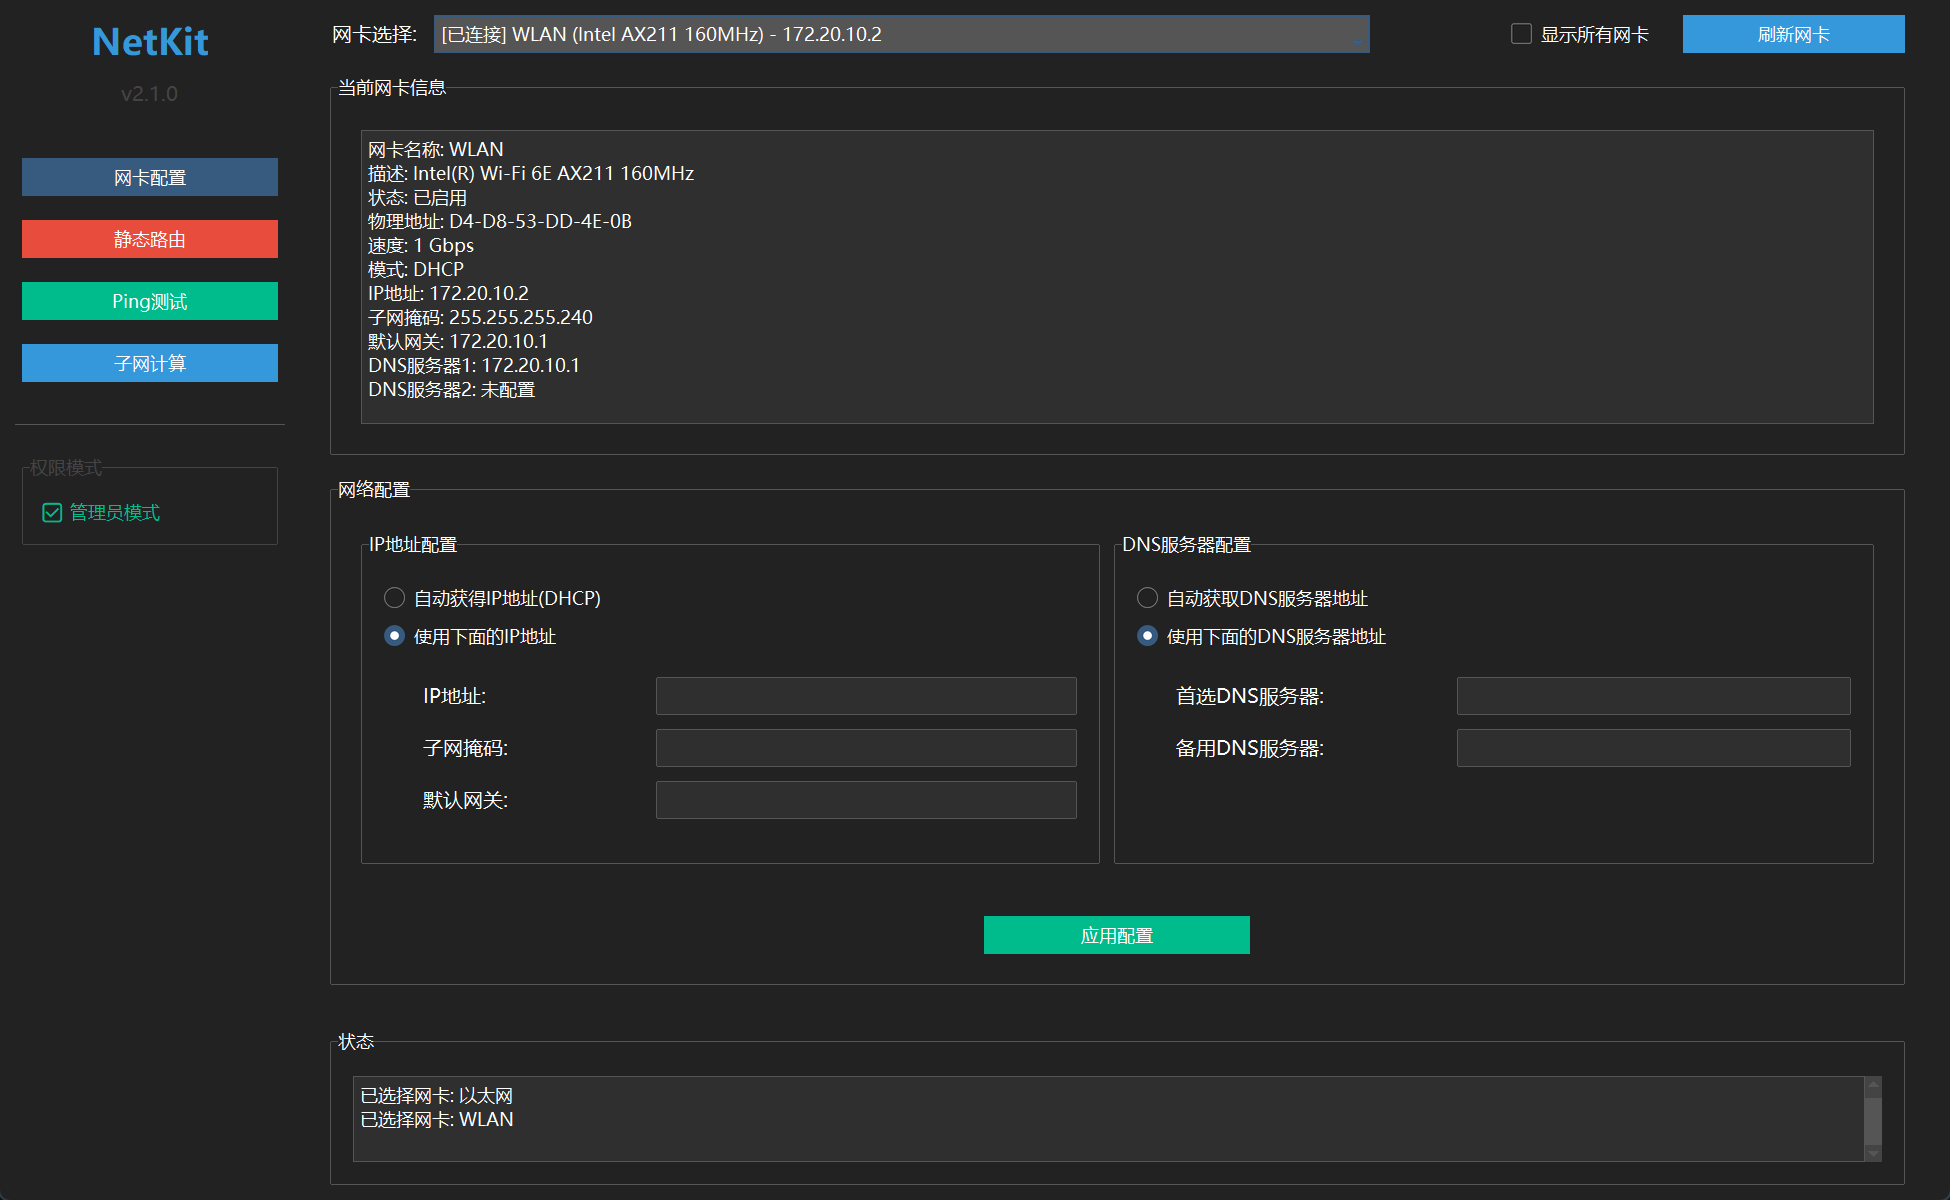 NetKit
v2.1.0
网卡配置
静态路由
Ping测试
子网计算
权限模式
管理员模式
网卡选择:
[已连接] WLAN (Intel AX211 160MHz) - 172.20.10.2
显示所有网卡
刷新网卡
当前网卡信息
网卡名称: WLAN
描述: Intel(R) Wi-Fi 6E AX211 160MHz
状态: 已启用
物理地址: D4-D8-53-DD-4E-0B
速度: 1 Gbps
模式: DHCP
IP地址: 172.20.10.2
子网掩码: 255.255.255.240
默认网关: 172.20.10.1
DNS服务器1: 172.20.10.1
DNS服务器2: 未配置
网络配置
IP地址配置
自动获得IP地址(DHCP)
使用下面的IP地址
IP地址:
子网掩码:
默认网关:
DNS服务器配置
自动获取DNS服务器地址
使用下面的DNS服务器地址
首选DNS服务器:
备用DNS服务器:
应用配置
状态
已选择网卡: 以太网
已选择网卡: WLAN